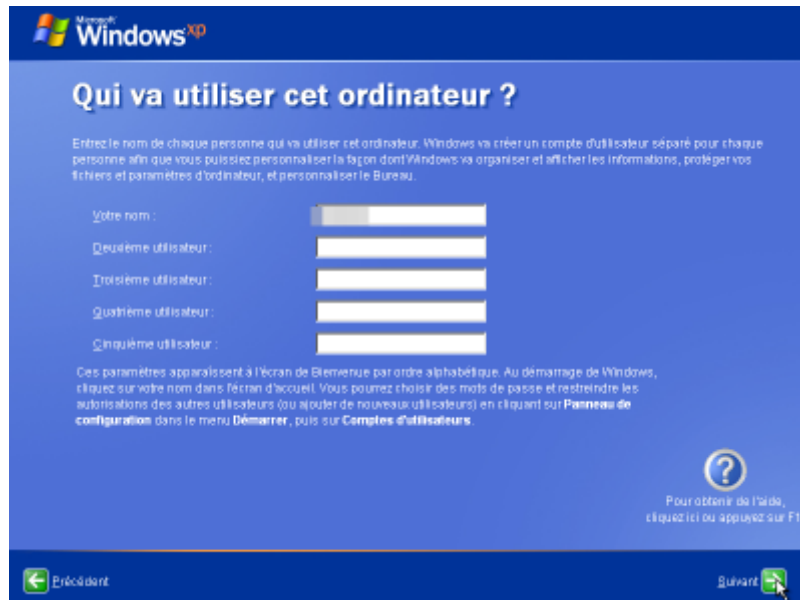 Microsoft
Windows xp
Qui va utiliser cet ordinateur ?
Entrez le nom de chaque personne qui va utiliser cet ordinateur. Windows va créer un compte d'utilisateur séparé pour chaque
personne afin que vous puissiez personnaliser la façon dont Windows va organiser et afficher les informations, protéger vos
fichiers et paramètres d'ordinateur, et personnaliser le Bureau.
Votre nom :
Deuxième utilisateur :
Troisième utilisateur :
Quatrième utilisateur :
Cinquième utilisateur :
Ces paramètres apparaissent à l'écran de Bienvenue par ordre alphabétique. Au démarrage de Windows,
cliquez sur votre nom dans l'écran d'accueil. Vous pourrez choisir des mots de passe et restreindre les
autorisations des autres utilisateurs (ou ajouter de nouveaux utilisateurs) en cliquant sur Panneau de
configuration dans le menu Démarrer, puis sur Comptes d'utilisateurs.
Pour obtenir de l'aide,
cliquez ici ou appuyez sur F1
Précédent
Suivant